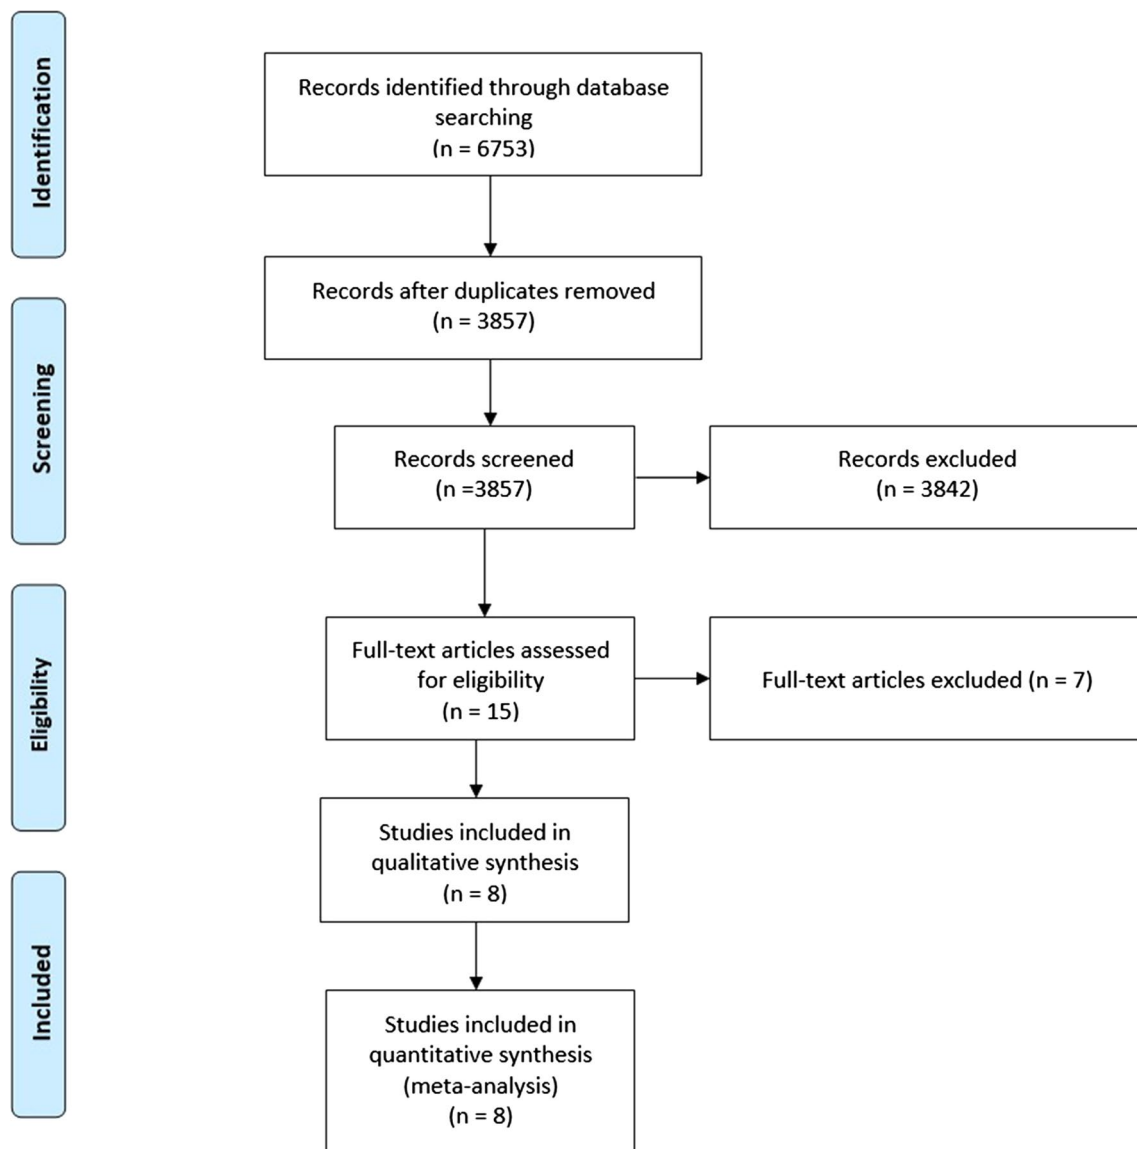 Identification
Records identified through database
searching
(n = 6753)
Records after duplicates removed
(n = 3857)
Screening
Records screened
(n =3857)
Records excluded
(n = 3842)
Eligibility
Full-text articles assessed
for eligibility
(n = 15)
Full-text articles excluded (n = 7)
Studies included in
qualitative synthesis
(n = 8)
Included
Studies included in
quantitative synthesis
(meta-analysis)
(n = 8)